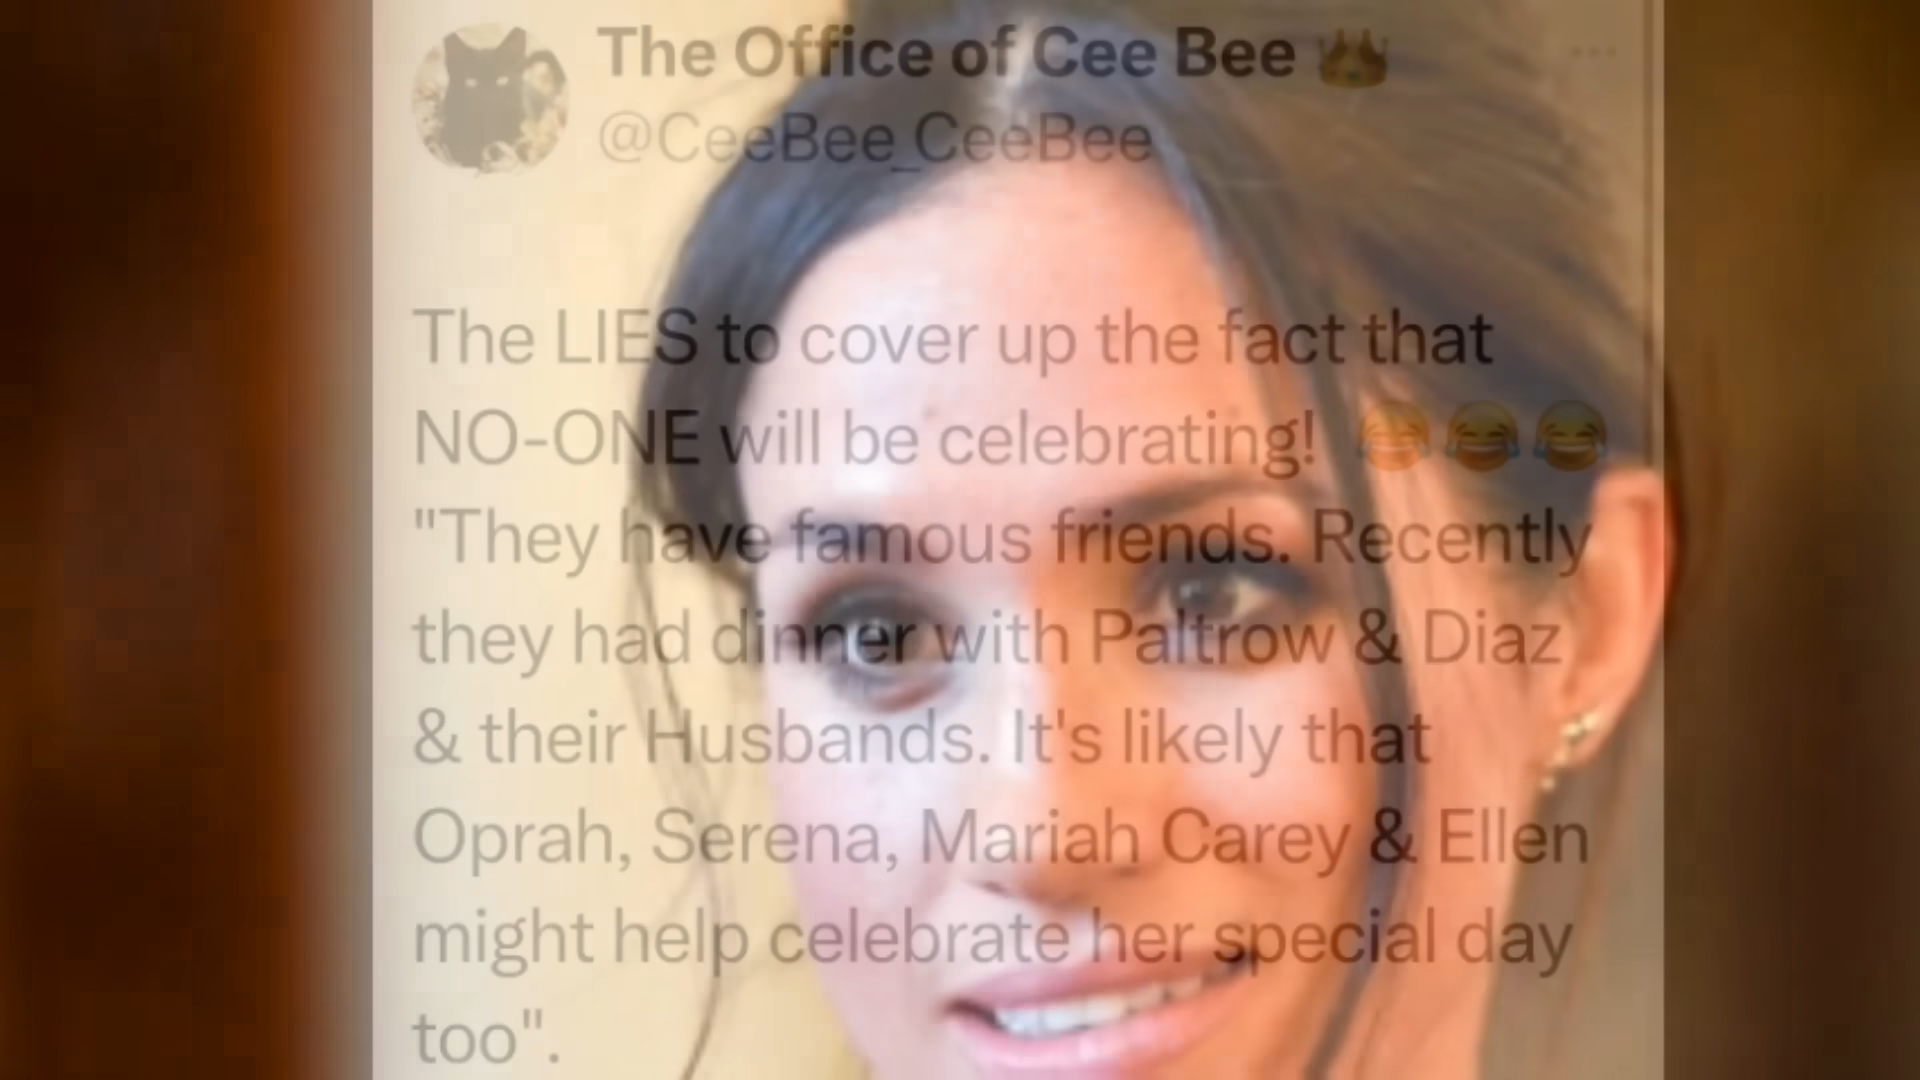 The Office of Cee Bee
@CeeBee_CeeBee
The LIES to cover up the fact that
NO-ONE will be celebrating! 😂😂😂
"They have famous friends. Recently
they had dinner with Paltrow & Diaz
& their Husbands. It's likely that
Oprah, Serena, Mariah Carey & Ellen
might help celebrate her special day
too".